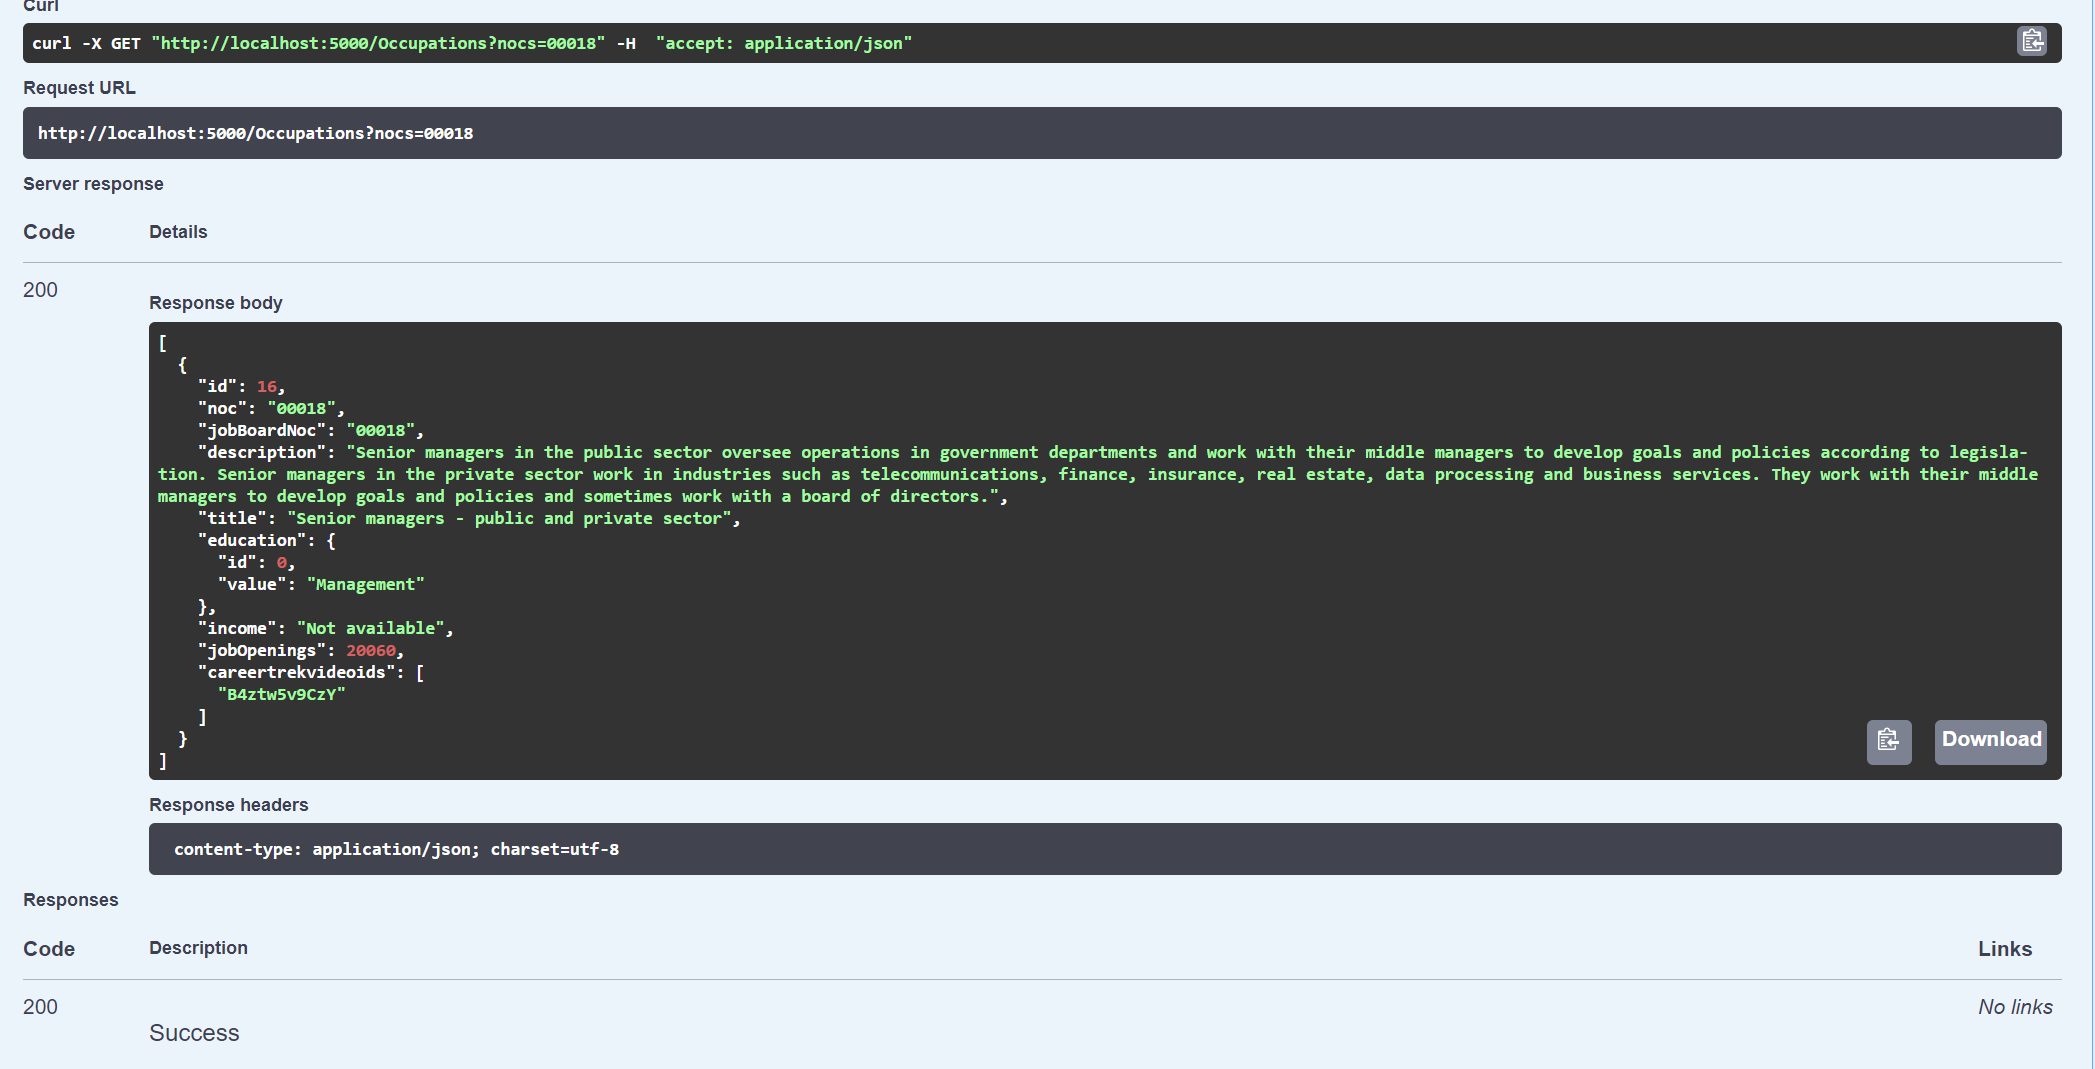 Curl
curl -X GET "http://localhost:5000/Occupations?nocs=00018" -H  "accept: application/json"
Request URL
http://localhost:5000/Occupations?nocs=00018
Server response
Code Details
200
Response body
[
  {
    "id": 16,
    "noc": "00018",
    "jobBoardNoc": "00018",
    "description": "Senior managers in the public sector oversee operations in government departments and work with their middle managers to develop goals and policies according to legisla-
tion. Senior managers in the private sector work in industries such as telecommunications, finance, insurance, real estate, data processing and business services. They work with their middle
managers to develop goals and policies and sometimes work with a board of directors.",
    "title": "Senior managers - public and private sector",
    "education": {
      "id": 0,
      "value": "Management"
    },
    "income": "Not available",
    "jobOpenings": 20060,
    "careertrekvideoids": [
      "B4ztw5v9CzY"
    ]
  }
]
Download
Response headers
content-type: application/json; charset=utf-8
Responses
Code Description Links
200 No links
Success